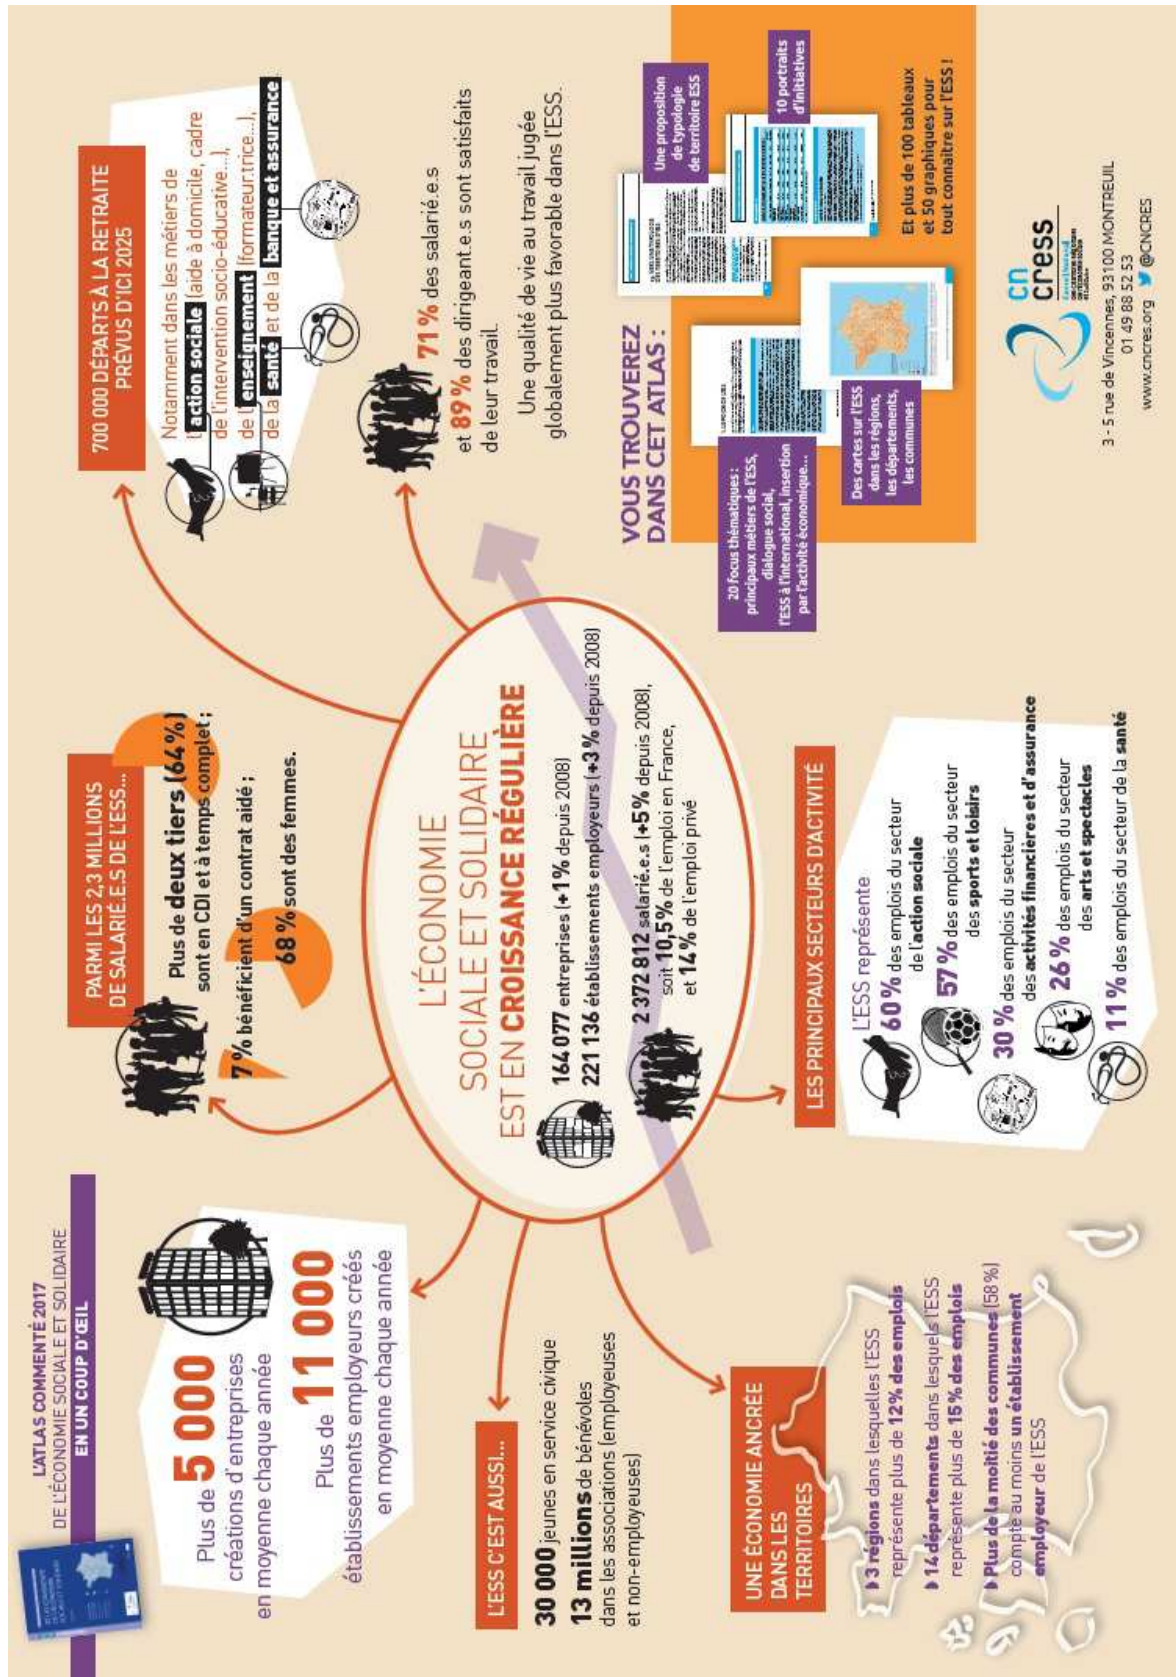 L'ATLAS COMMENTÉ 2017
DE L'ÉCONOMIE SOCIALE ET SOLIDAIRE
EN UN COUP D'ŒIL
Plus de 5 000
créations d'entreprises
en moyenne chaque année
Plus de 11 000
établissements employeurs créés
en moyenne chaque année
PARMI LES 2,3 MILLIONS
DE SALARIÉ.E.S DE L'ESS...
Plus de deux tiers (64%)
sont en CDI et à temps complet ;
7% bénéficient d'un contrat aidé ;
68% sont des femmes.
700 000 DÉPARTS À LA RETRAITE
PRÉVUS D'ICI 2025
Notamment dans les métiers de
l'action sociale (aide à domicile, cadre
de l'intervention socio-éducative...),
de l'enseignement (formateur.trice...),
de la santé et de la banque et assurance
71% des salarié.e.s
et 89% des dirigeant.e.s sont satisfaits
de leur travail.
Une qualité de vie au travail jugée
globalement plus favorable dans l'ESS.
L'ÉCONOMIE
SOCIALE ET SOLIDAIRE
EST EN CROISSANCE RÉGULIÈRE
164 077 entreprises (+1% depuis 2008)
221 136 établissements employeurs (+3% depuis 2008)
2 372 812 salarié.e.s (+5% depuis 2008),
soit 10,5% de l'emploi en France,
et 14% de l'emploi privé
L'ESS C'EST AUSSI...
30 000 jeunes en service civique
13 millions de bénévoles
dans les associations (employeuses
et non-employeuses)
UNE ÉCONOMIE ANCRÉE
DANS LES
TERRITOIRES
3 régions dans lesquelles l'ESS
représente plus de 12% des emplois
14 départements dans lesquels l'ESS
représente plus de 15% des emplois
Plus de la moitié des communes (58%)
compte au moins un établissement
employeur de l'ESS
LES PRINCIPAUX SECTEURS D'ACTIVITÉ
L'ESS représente
60% des emplois du secteur
de l'action sociale
57% des emplois du secteur
des sports et loisirs
30% des emplois du secteur
des activités financières et d'assurance
26% des emplois du secteur
des arts et spectacles
11% des emplois du secteur de la santé
VOUS TROUVEREZ
DANS CET ATLAS :
20 focus thématiques :
principaux métiers de l'ESS,
dialogue social,
l'ESS à l'international, insertion
par l'activité économique...
Une proposition
de typologie
de territoire ESS
10 portraits
d'initiatives
Des cartes sur l'ESS
dans les régions,
les départements,
les communes
Et plus de 100 tableaux
et 50 graphiques pour
tout connaître sur l'ESS !
cn
cress
3 - 5 rue de Vincennes, 93100 MONTREUIL
01 49 88 52 53
www.cncres.org @CNCRES